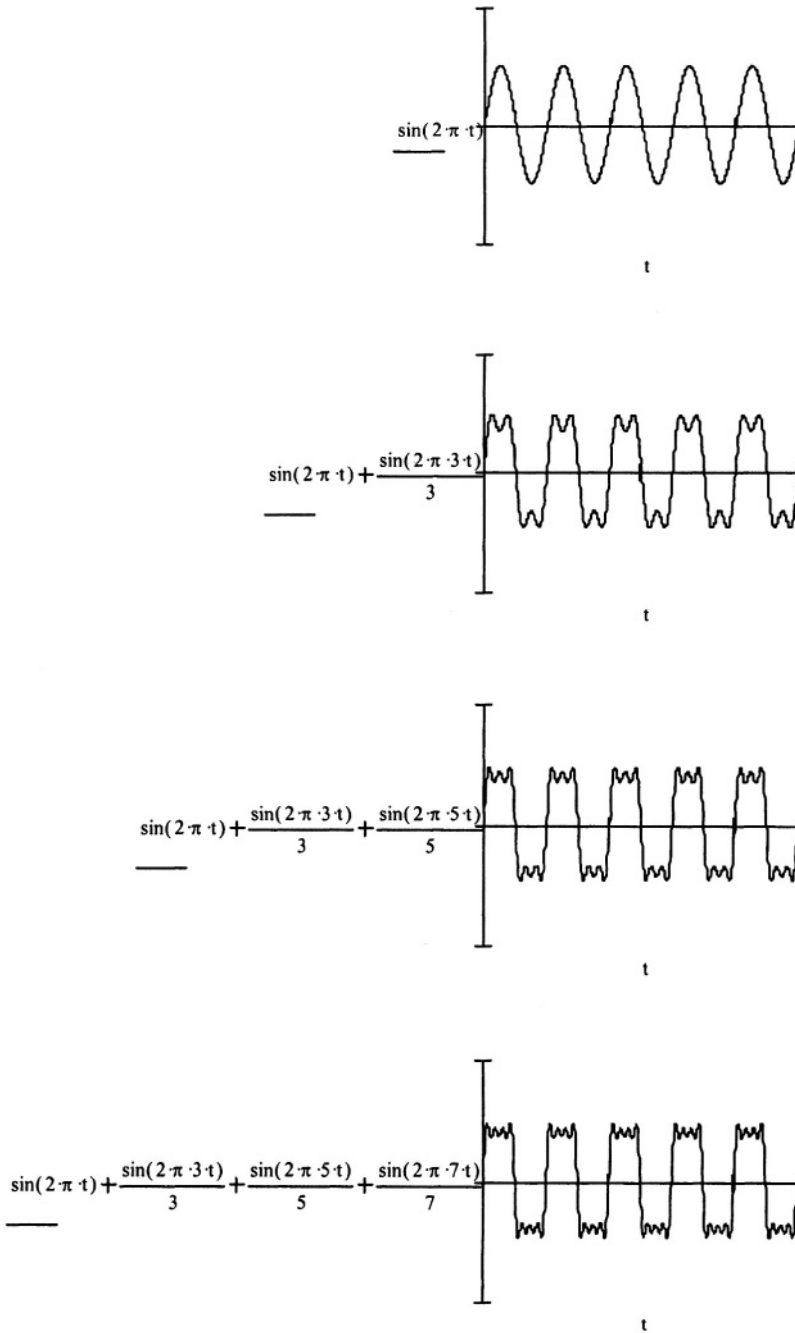 sin(2·π·t)
t
sin(2·π·t)+sin(2·π·3·t)/3
t
sin(2·π·t)+sin(2·π·3·t)/3+sin(2·π·5·t)/5
t
sin(2·π·t)+sin(2·π·3·t)/3+sin(2·π·5·t)/5+sin(2·π·7·t)/7
t